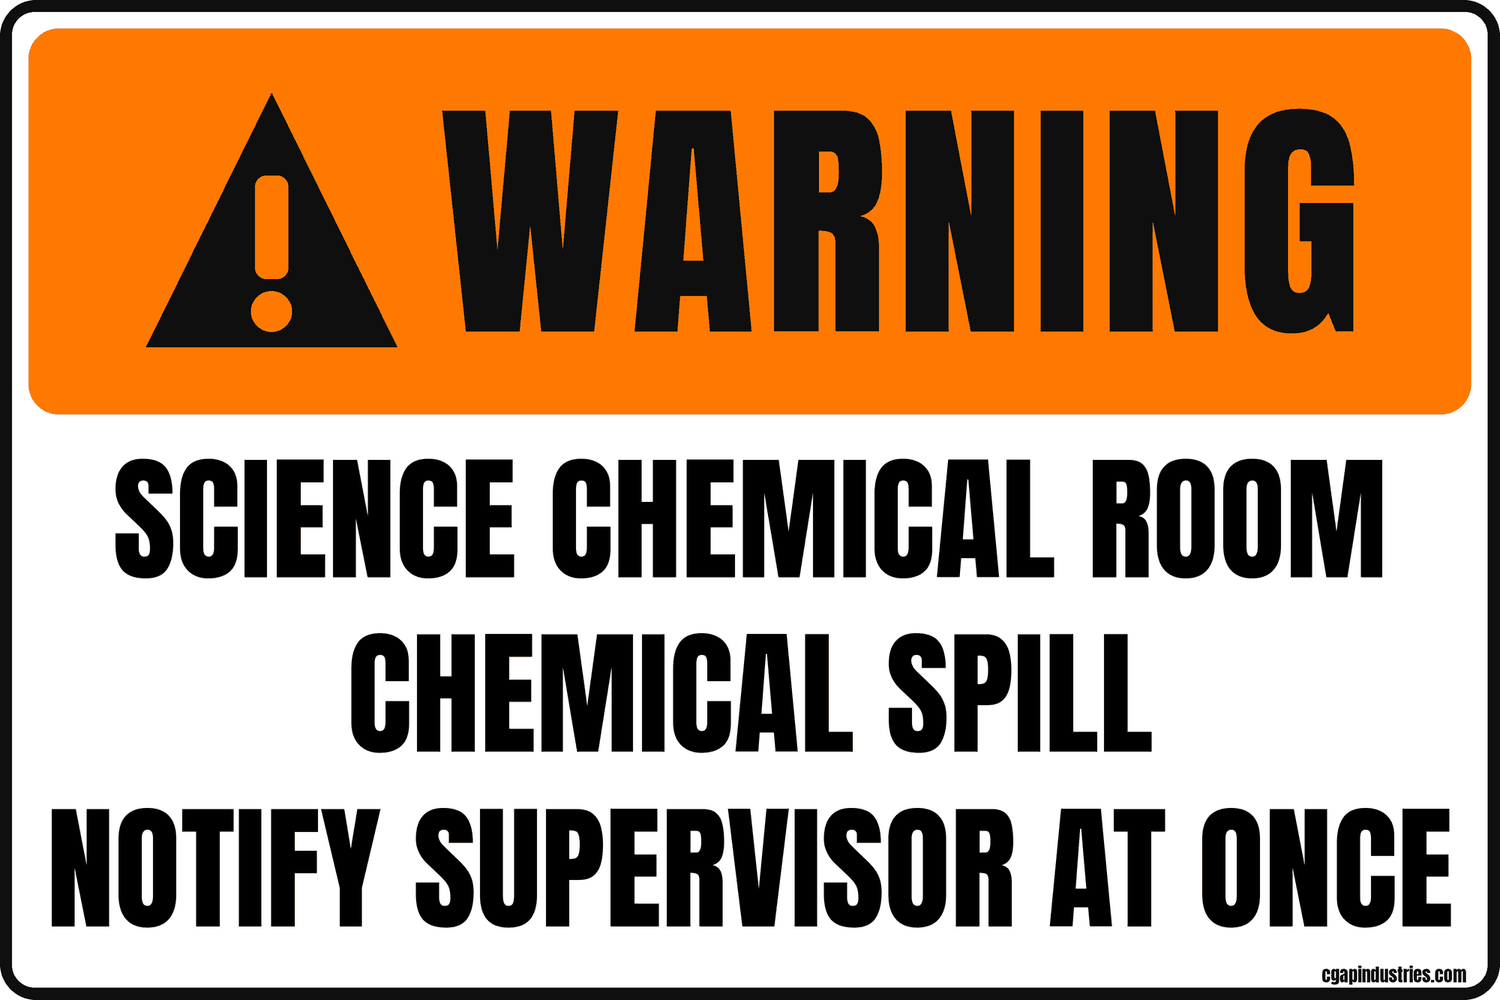 WARNING
SCIENCE CHEMICAL ROOM
CHEMICAL SPILL
NOTIFY SUPERVISOR AT ONCE
cgapindustries.com